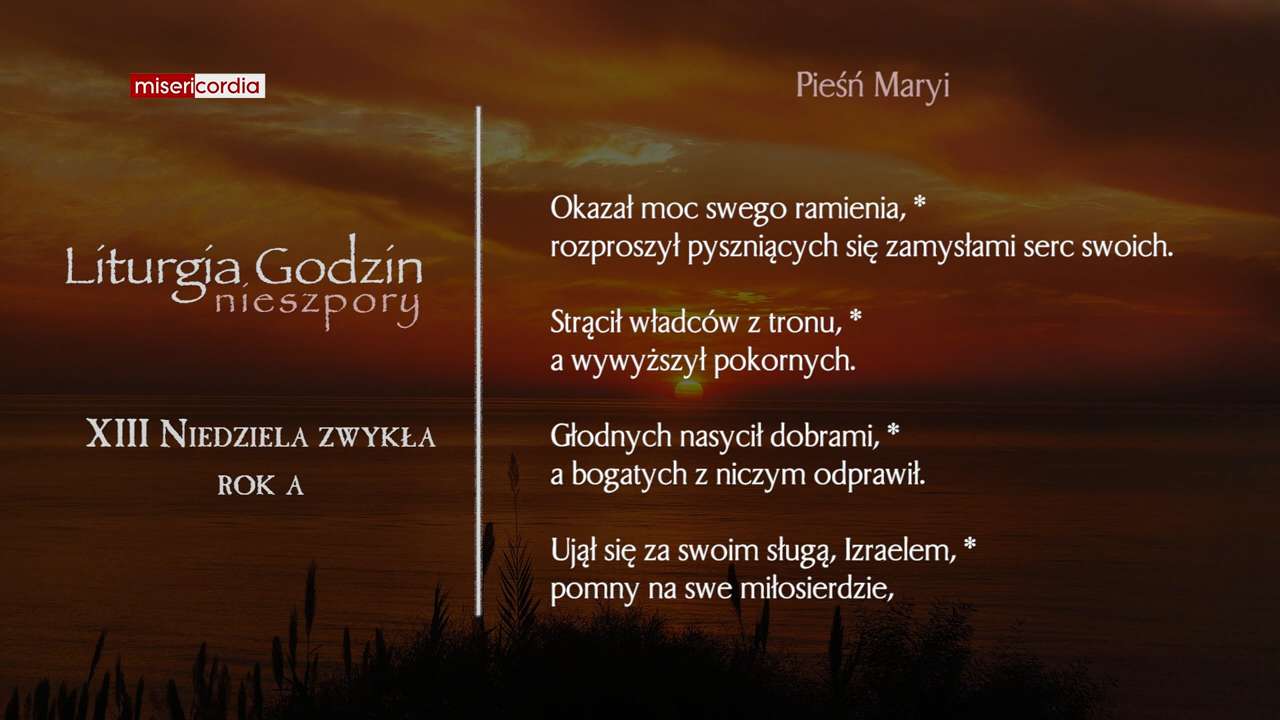 misericordia
Liturgia Godzin
nieszpory
XIII Niedziela zwykła
rok A
Pieśń Maryi
Okazał moc swego ramienia, *
rozproszył pyszniących się zamysłami serc swoich.
Strącił władców z tronu, *
a wywyższył pokornych.
Głodnych nasycił dobrami, *
a bogatych z niczym odprawił.
Ujął się za swoim sługą, Izraelem, *
pomny na swe miłosierdzie,